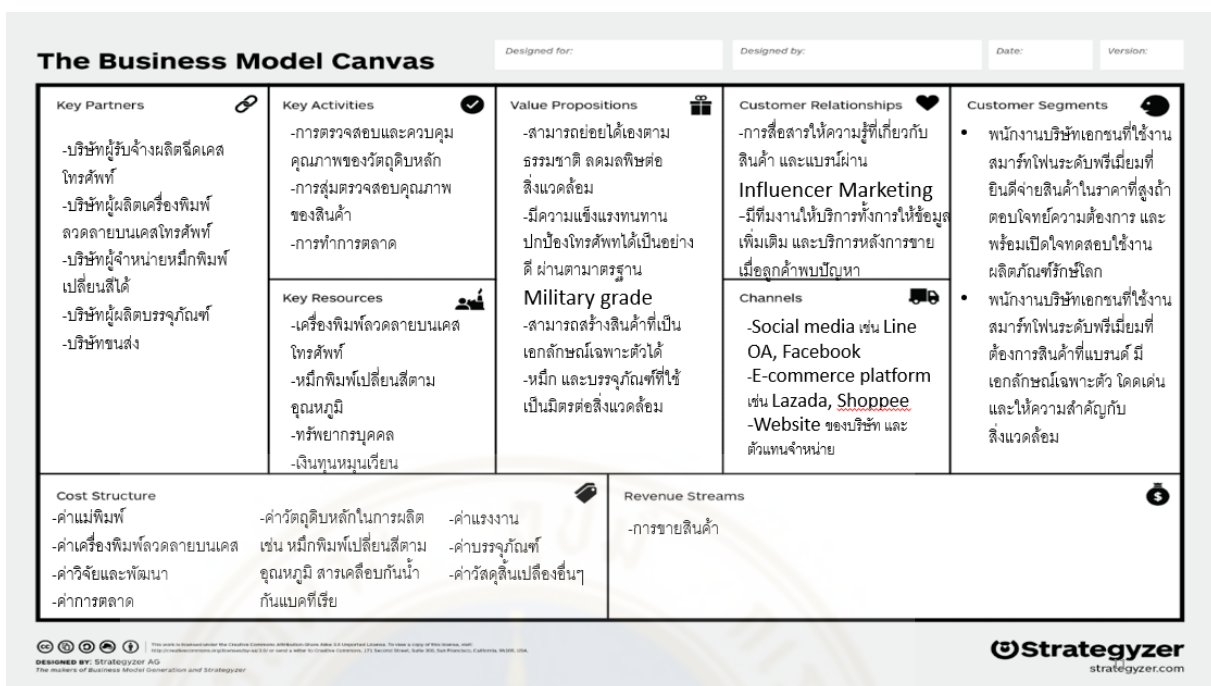 The Business Model Canvas
Designed for:
Designed by:
Date:
Version:
Key Partners
-บริษัทผู้รับจ้างผลิตฉีดเคส
โทรศัพท์
-บริษัทผู้ผลิตเครื่องพิมพ์
ลวดลายบนเคสโทรศัพท์
-บริษัทผู้จำหน่ายหมึกพิมพ์
เปลี่ยนสีได้
-บริษัทผู้ผลิตบรรจุภัณฑ์
-บริษัทขนส่ง
Key Activities
-การตรวจสอบและควบคุม
คุณภาพของวัตถุดิบหลัก
-การสุ่มตรวจสอบคุณภาพ
ของสินค้า
-การทำการตลาด
Key Resources
-เครื่องพิมพ์ลวดลายบนเคส
โทรศัพท์
-หมึกพิมพ์เปลี่ยนสีตาม
อุณหภูมิ
-ทรัพยากรบุคคล
-เงินทุนหมุนเวียน
Value Propositions
-สามารถย่อยได้เองตาม
ธรรมชาติ ลดมลพิษต่อ
สิ่งแวดล้อม
-มีความแข็งแรงทนทาน
ปกป้องโทรศัพท์ได้เป็นอย่าง
ดี ผ่านตามาตรฐาน
Military grade
-สามารถสร้างสินค้าที่เป็น
เอกลักษณ์เฉพาะตัวได้
-หมึก และบรรจุภัณฑ์ที่ใช้
เป็นมิตรต่อสิ่งแวดล้อม
Customer Relationships
-การสื่อสารให้ความรู้ที่เกี่ยวกับ
สินค้า และแบรนด์ผ่าน
Influencer Marketing
-มีทีมงานให้บริการทั้งการให้ข้อมูล
เพิ่มเติม และบริการหลังการขาย
เมื่อลูกค้าพบปัญหา
Channels
-Social media เช่น Line
OA, Facebook
-E-commerce platform
เช่น Lazada, Shoppee
-Website ของบริษัท และ
ตัวแทนจำหน่าย
Customer Segments
• พนักงานบริษัทเอกชนที่ใช้งาน
สมาร์ทโฟนระดับพรีเมี่ยมที่
ยินดีจ่ายสินค้าในราคาที่สูงถ้า
ตอบโจทย์ความต้องการ และ
พร้อมเปิดใจทดสอบใช้งาน
ผลิตภัณฑ์รักษ์โลก
• พนักงานบริษัทเอกชนที่ใช้งาน
สมาร์ทโฟนระดับพรีเมี่ยมที่
ต้องการสินค้าที่แบรนด์ มี
เอกลักษณ์เฉพาะตัว โดดเด่น
และให้ความสำคัญกับ
สิ่งแวดล้อม
Cost Structure
-ค่าแม่พิมพ์
-ค่าเครื่องพิมพ์ลวดลายบนเคส
-ค่าวิจัยและพัฒนา
-ค่าการตลาด
-ค่าวัตถุดิบหลักในการผลิต
เช่น หมึกพิมพ์เปลี่ยนสีตาม
อุณหภูมิ สารเคลือบกันน้ำ
กันแบคทีเรีย
-ค่าแรงงาน
-ค่าบรรจุภัณฑ์
-ค่าวัสดุสิ้นเปลืองอื่นๆ
Revenue Streams
-การขายสินค้า
DESIGNED BY: Strategyzer AG
The makers of Business Model Generation and Strategyzer
Strategyzer
strategyzer.com